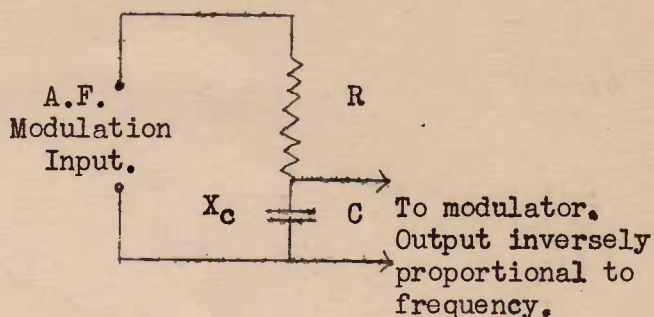 A.F.
Modulation
Input.
R
X_c
C
To modulator.
Output inversely
proportional to
frequency.